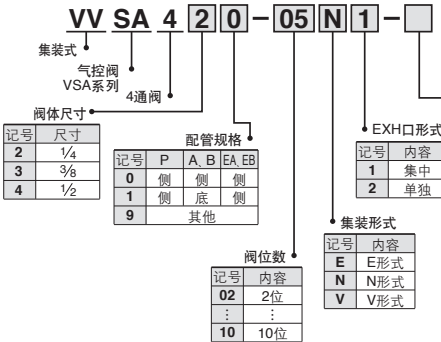 VV SA 4 2 0 - 05 N 1 -
集装式
气控阀
VSA系列
4通阀
阀体尺寸
记号 尺寸
2 1/4
3 3/8
4 1/2
配管规格
记号 P A、B EA、EB
0 侧 侧 侧
1 侧 底 侧
9 其他
阀位数
记号 内容
02 2位
⋮ ⋮
10 10位
集装形式
记号 内容
E E形式
N N形式
V V形式
EXH口形式
记号 内容
1 集中
2 单独